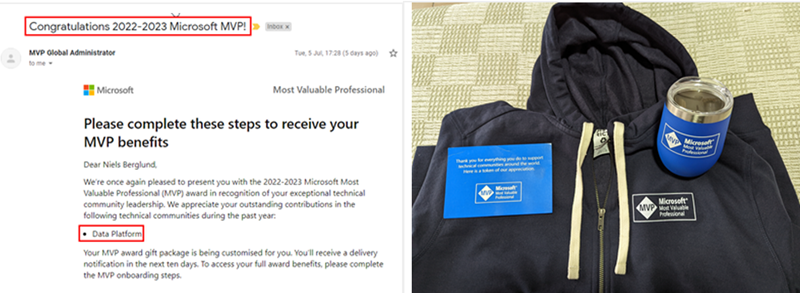 Congratulations 2022-2023 Microsoft MVP!
Inbox ×
MVP Global Administrator
Tue, 5 Jul, 17:28 (5 days ago)
to me
Microsoft
Most Valuable Professional
Please complete these steps to receive your
MVP benefits
Dear Niels Berglund,
We're once again pleased to present you with the 2022-2023 Microsoft Most
Valuable Professional (MVP) award in recognition of your exceptional technical
community leadership. We appreciate your outstanding contributions in the
following technical communities during the past year:
• Data Platform
Your MVP award gift package is being customised for you. You'll receive a delivery
notification in the next ten days. To access your full award benefits, please complete
the MVP onboarding steps.
Thank you for everything you do to support
technical communities around the world.
Here is a token of our appreciation.
MVP
Microsoft®
Most Valuable
Professional
MVP
Microsoft®
Most Valuable
Professional
MVP
Microsoft®
Most Valuable
Professional